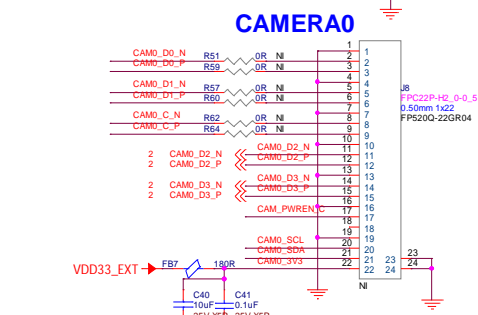 CAMERA0
CAM0_D0_N R51 0R NI
CAM0_D0_P R59 0R NI
CAM0_D1_N R57 0R NI
CAM0_D1_P R60 0R NI
CAM0_C_N R62 0R NI
CAM0_C_P R64 0R NI
2 CAM0_D2_N CAM0_D2_N
2 CAM0_D2_P CAM0_D2_P
2 CAM0_D3_N CAM0_D3_N
2 CAM0_D3_P CAM0_D3_P
CAM_PWREN_C
CAM0_SCL
CAM0_SDA
CAM0_3V3
VDD33_EXT FB7 180R
1 1
2 2
3 3
4 4
5 5
6 6
7 7
8 8
9 9
10 10
11 11
12 12
13 13
14 14
15 15
16 16
17 17
18 18
19 19
20 20
21 21
22 22
23 23
24 24
J8
FPC22P-H2_0-0_5
0.50mm 1x22
FP520Q-22GR04
NI
C40 C41
10uF 0.1uF
25V X5R 25V X5R